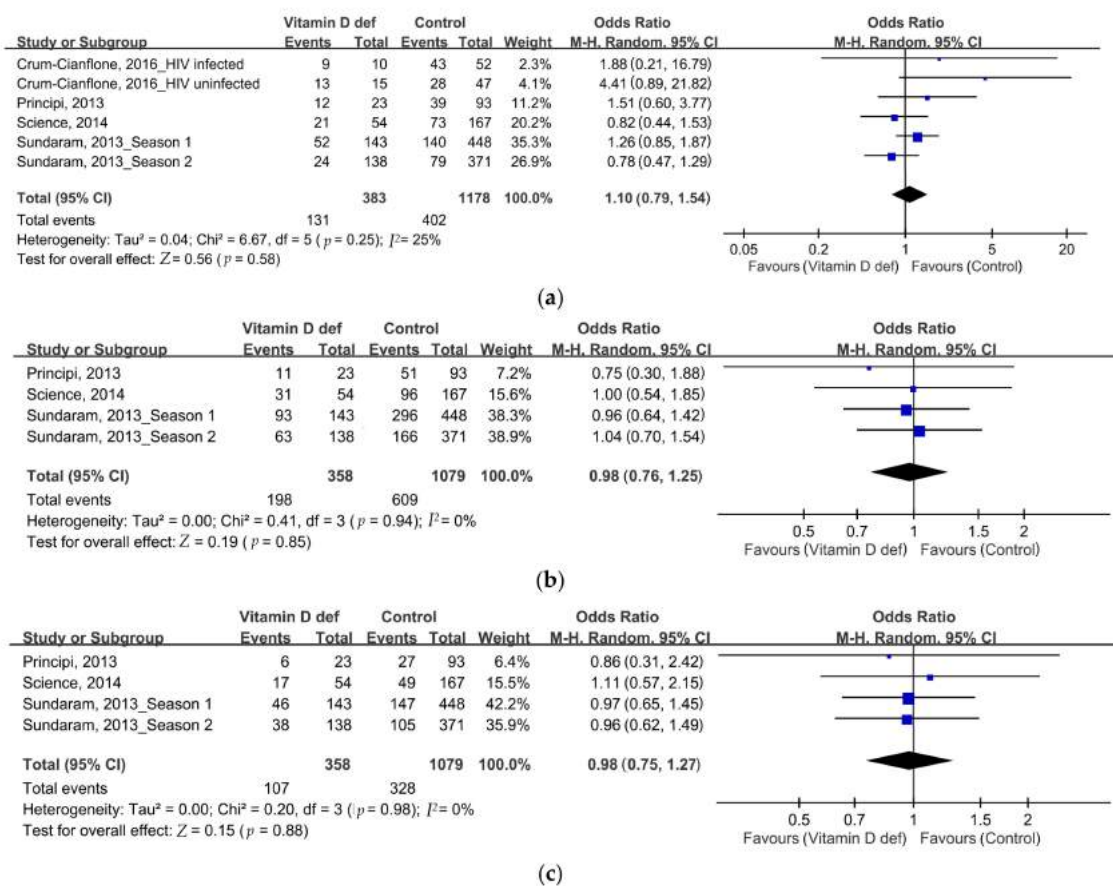 Vitamin D def Control Odds Ratio Odds Ratio
Study or Subgroup Events Total Events Total Weight M-H. Random. 95% CI M-H. Random. 95% CI
Crum-Cianflone, 2016_HIV infected 9 10 43 52 2.3% 1.88 (0.21, 16.79)
Crum-Cianflone, 2016_HIV uninfected 13 15 28 47 4.1% 4.41 (0.89, 21.82)
Principi, 2013 12 23 39 93 11.2% 1.51 (0.60, 3.77)
Science, 2014 21 54 73 167 20.2% 0.82 (0.44, 1.53)
Sundaram, 2013_Season 1 52 143 140 448 35.3% 1.26 (0.85, 1.87)
Sundaram, 2013_Season 2 24 138 79 371 26.9% 0.78 (0.47, 1.29)
Total (95% CI) 383 1178 100.0% 1.10 (0.79, 1.54)
Total events 131 402
Heterogeneity: Tau² = 0.04; Chi² = 6.67, df = 5 ( p = 0.25); I²= 25%
Test for overall effect: Z = 0.56 ( p = 0.58)
0.05 0.2 1 5 20
Favours (Vitamin D def) Favours (Control)
(a)
Vitamin D def Control Odds Ratio Odds Ratio
Study or Subgroup Events Total Events Total Weight M-H. Random. 95% CI M-H. Random. 95% CI
Principi, 2013 11 23 51 93 7.2% 0.75 (0.30, 1.88)
Science, 2014 31 54 96 167 15.6% 1.00 (0.54, 1.85)
Sundaram, 2013_Season 1 93 143 296 448 38.3% 0.96 (0.64, 1.42)
Sundaram, 2013_Season 2 63 138 166 371 38.9% 1.04 (0.70, 1.54)
Total (95% CI) 358 1079 100.0% 0.98 (0.76, 1.25)
Total events 198 609
Heterogeneity: Tau² = 0.00; Chi² = 0.41, df = 3 ( p = 0.94); I²= 0%
Test for overall effect: Z = 0.19 ( p = 0.85)
0.5 0.7 1 1.5 2
Favours (Vitamin D def) Favours (Control)
(b)
Vitamin D def Control Odds Ratio Odds Ratio
Study or Subgroup Events Total Events Total Weight M-H. Random. 95% CI M-H. Random. 95% CI
Principi, 2013 6 23 27 93 6.4% 0.86 (0.31, 2.42)
Science, 2014 17 54 49 167 15.5% 1.11 (0.57, 2.15)
Sundaram, 2013_Season 1 46 143 147 448 42.2% 0.97 (0.65, 1.45)
Sundaram, 2013_Season 2 38 138 105 371 35.9% 0.96 (0.62, 1.49)
Total (95% CI) 358 1079 100.0% 0.98 (0.75, 1.27)
Total events 107 328
Heterogeneity: Tau² = 0.00; Chi² = 0.20, df = 3 ( p = 0.98); I²= 0%
Test for overall effect: Z = 0.15 ( p = 0.88)
0.5 0.7 1 1.5 2
Favours (Vitamin D def) Favours (Control)
(c)